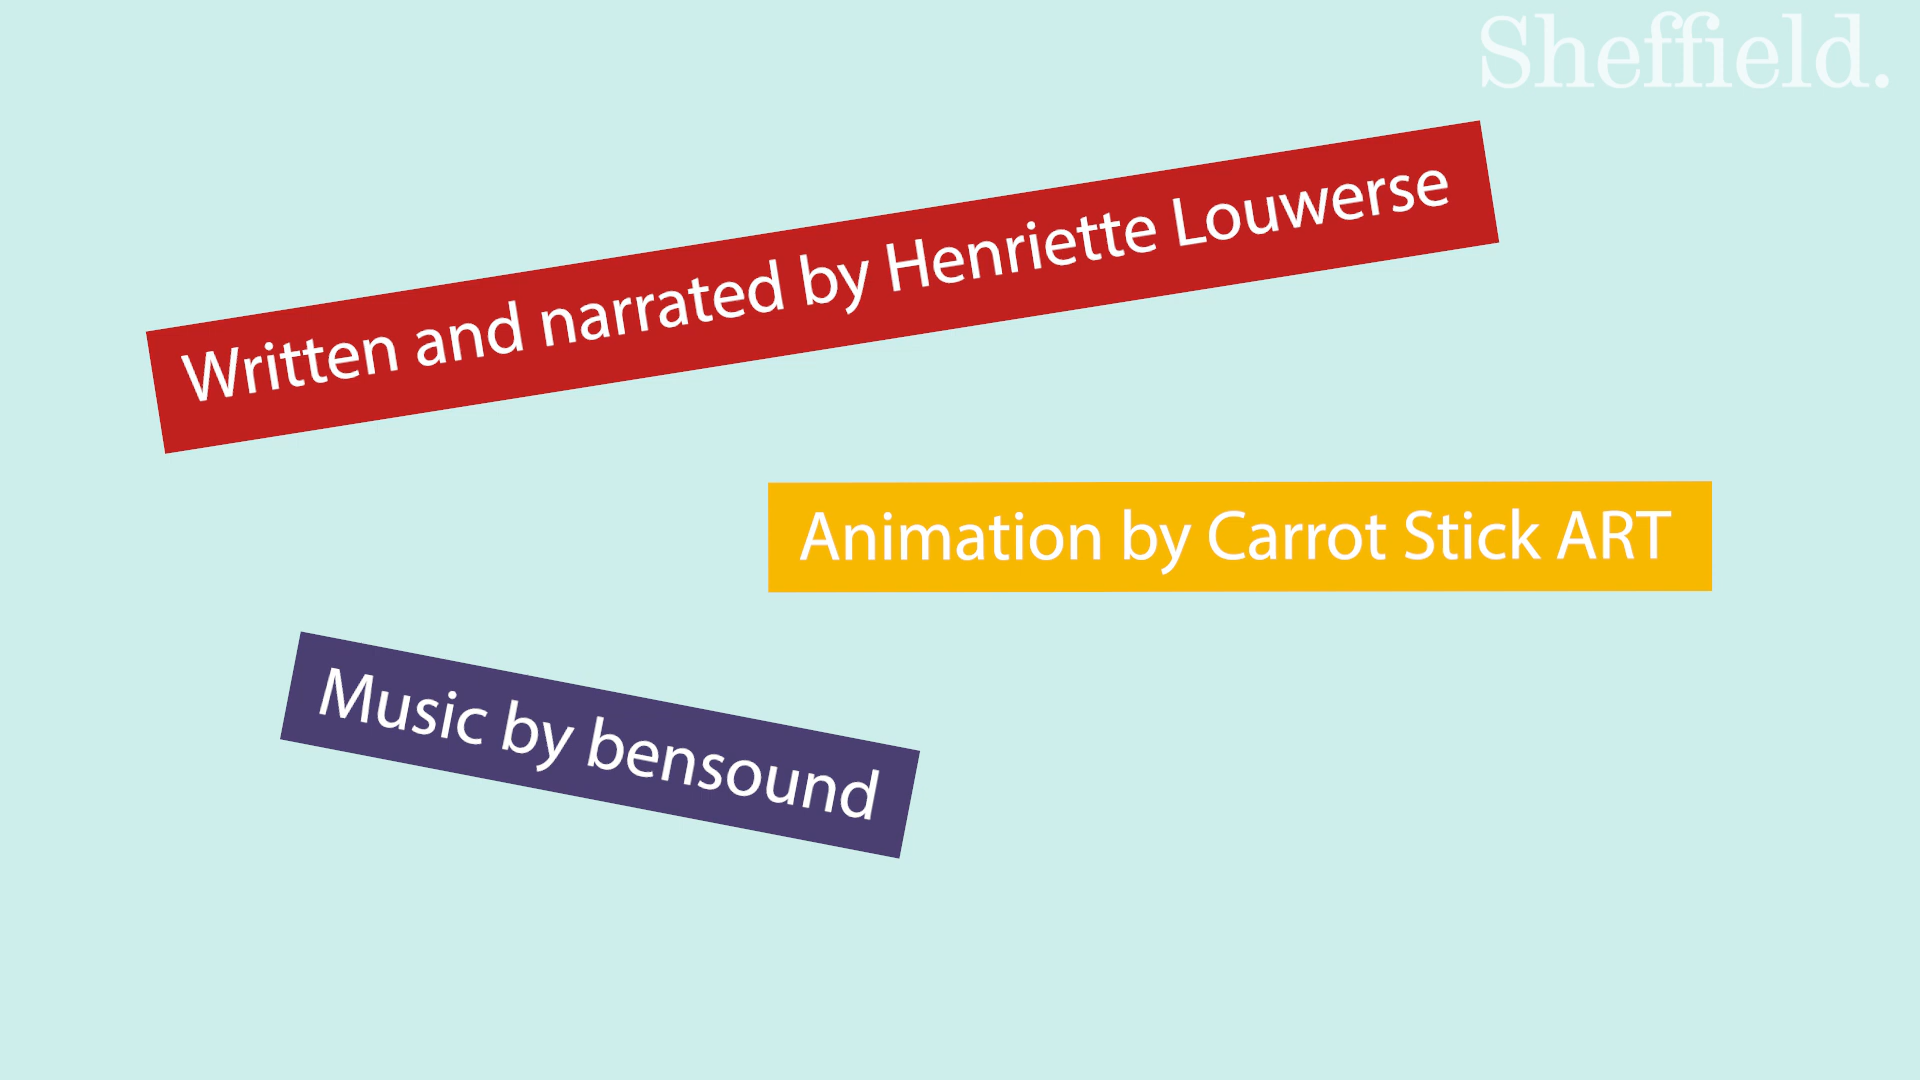 Sheffield.
Written and narrated by Henriette Louwerse
Animation by Carrot Stick ART
Music by bensound